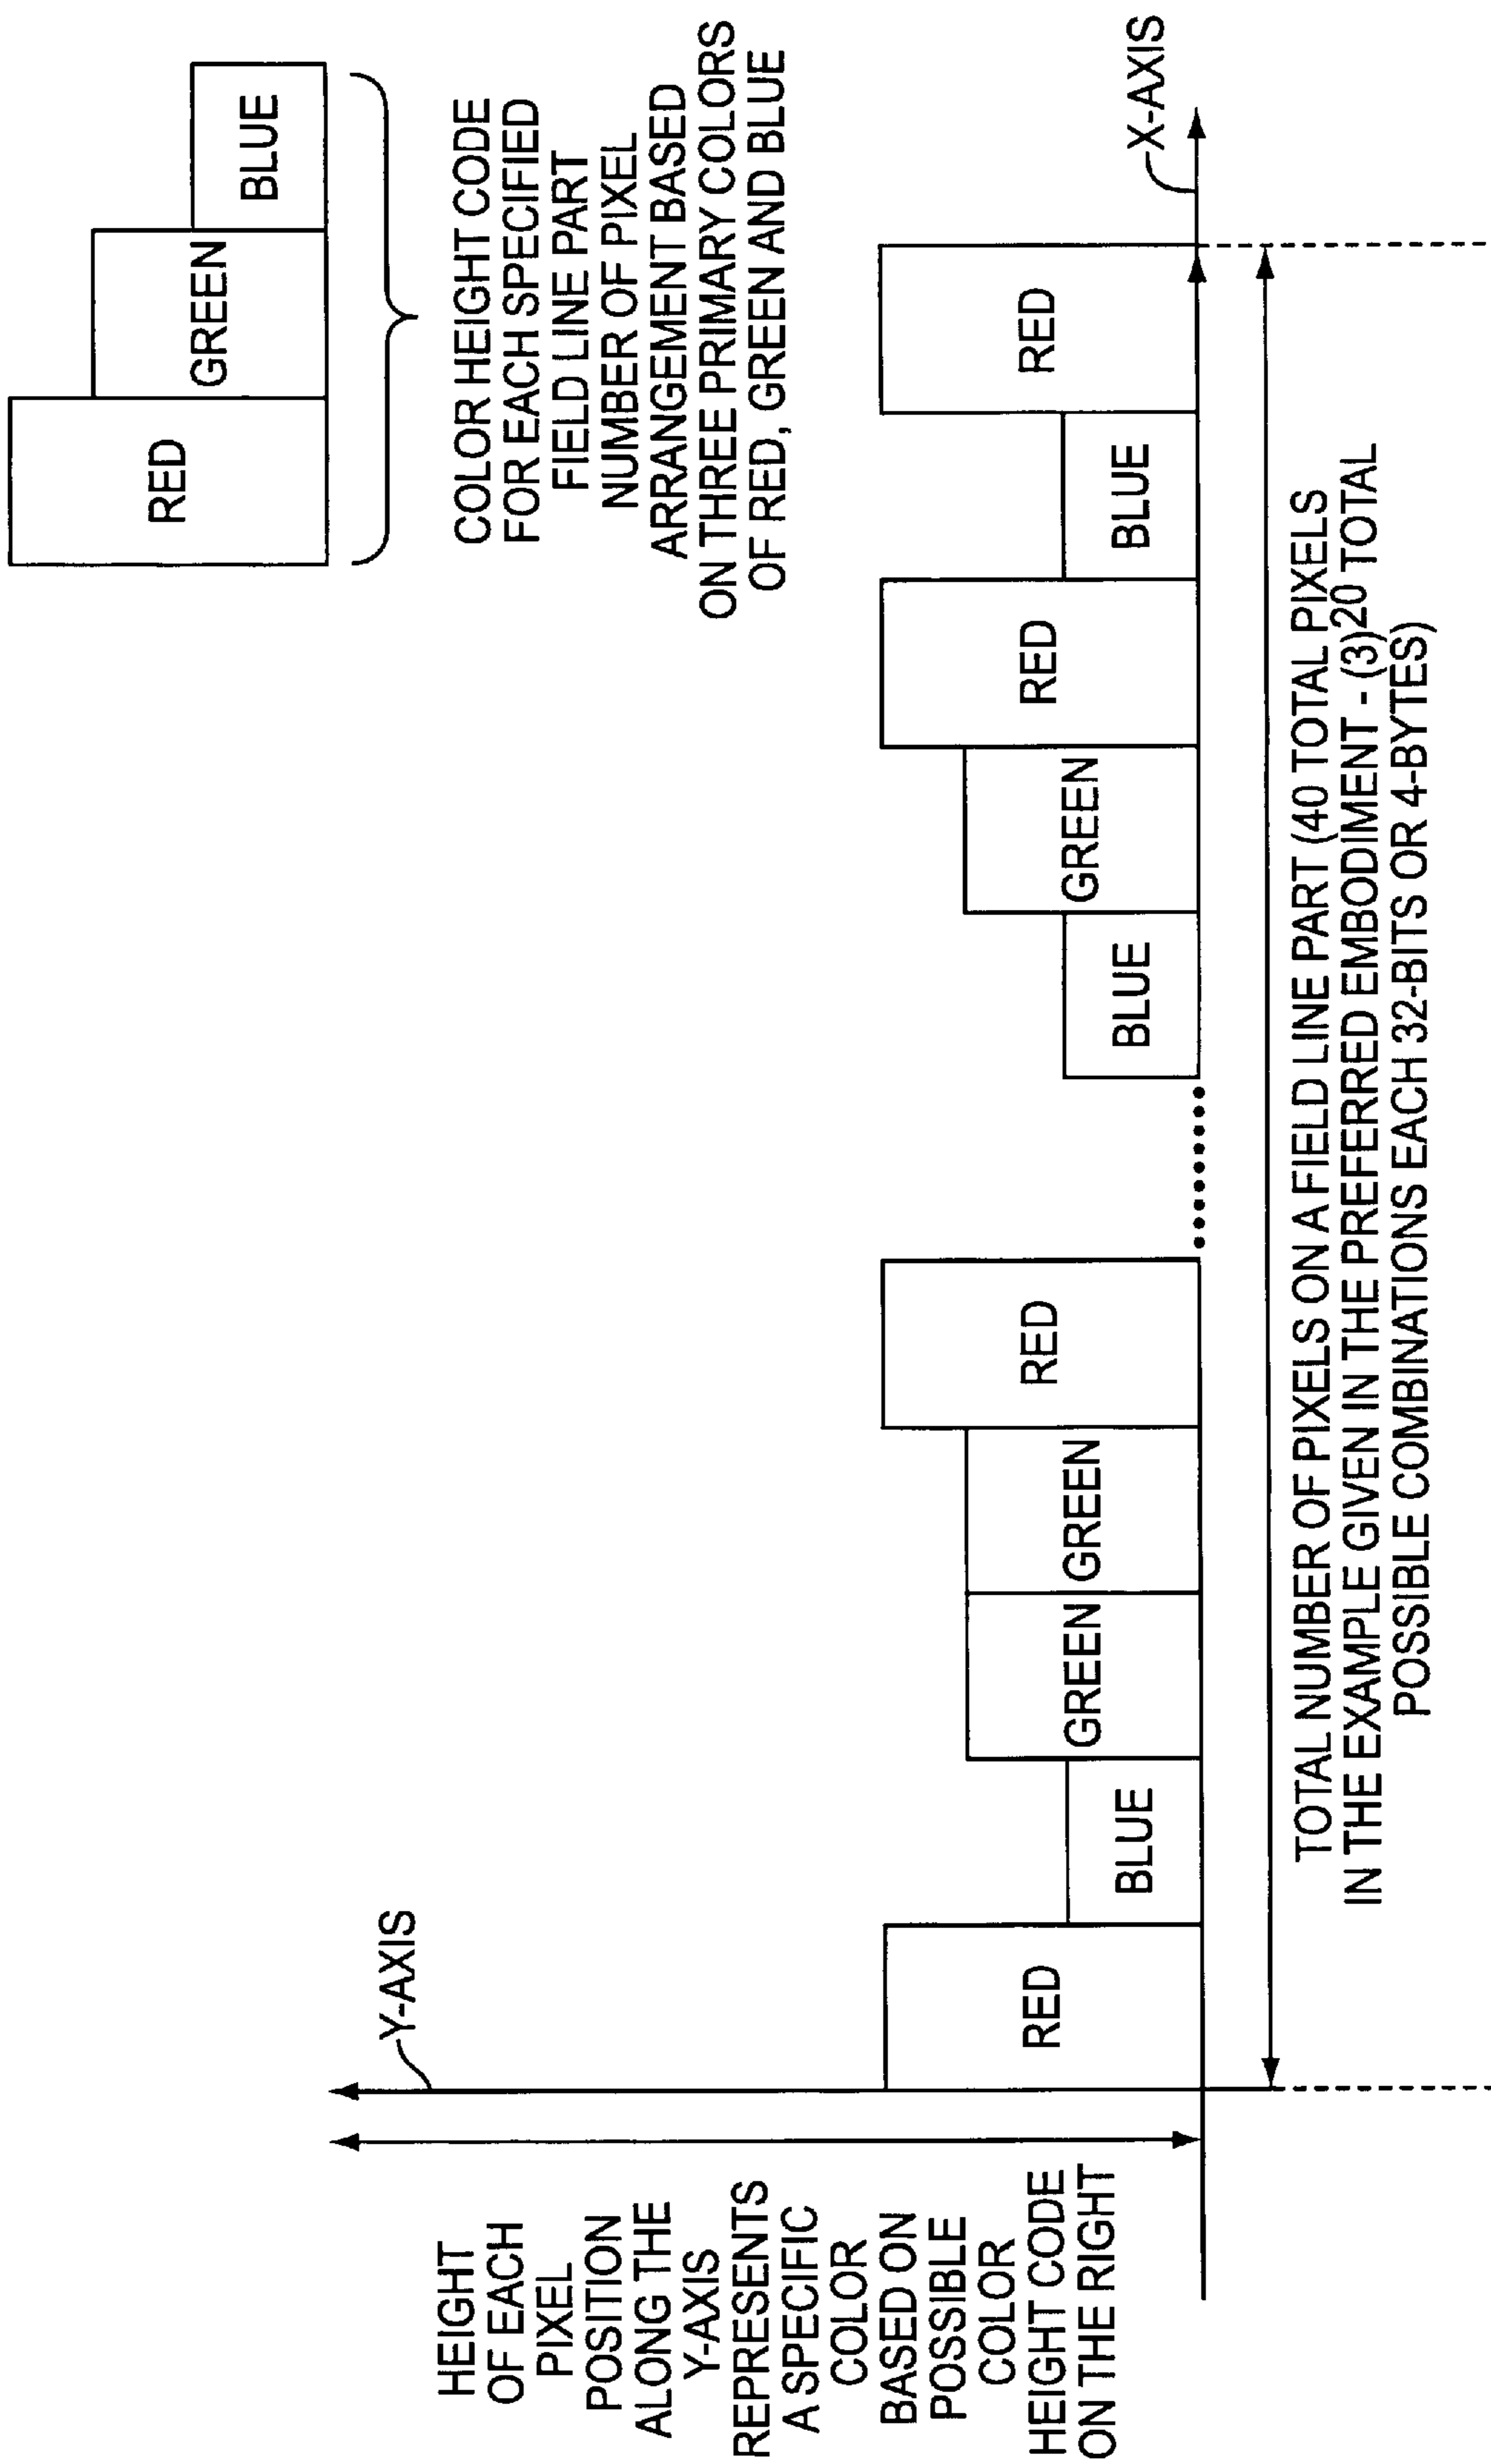 HEIGHT
OF EACH
PIXEL
POSITION
ALONG THE
Y-AXIS
REPRESENTS
A SPECIFIC
COLOR
BASED ON
POSSIBLE
COLOR
HEIGHT CODE
ON THE RIGHT
Y-AXIS
RED
BLUE
GREEN
GREEN
RED
BLUE
GREEN
RED
BLUE
RED
X-AXIS
RED
GREEN
BLUE
COLOR HEIGHT CODE
FOR EACH SPECIFIED
FIELD LINE PART
NUMBER OF PIXEL
ARRANGEMENT BASED
ON THREE PRIMARY COLORS
OF RED, GREEN AND BLUE
TOTAL NUMBER OF PIXELS ON A FIELD LINE PART (40 TOTAL PIXELS
IN THE EXAMPLE GIVEN IN THE PREFERRED EMBODIMENT - (3)20 TOTAL
POSSIBLE COMBINATIONS EACH 32-BITS OR 4-BYTES)